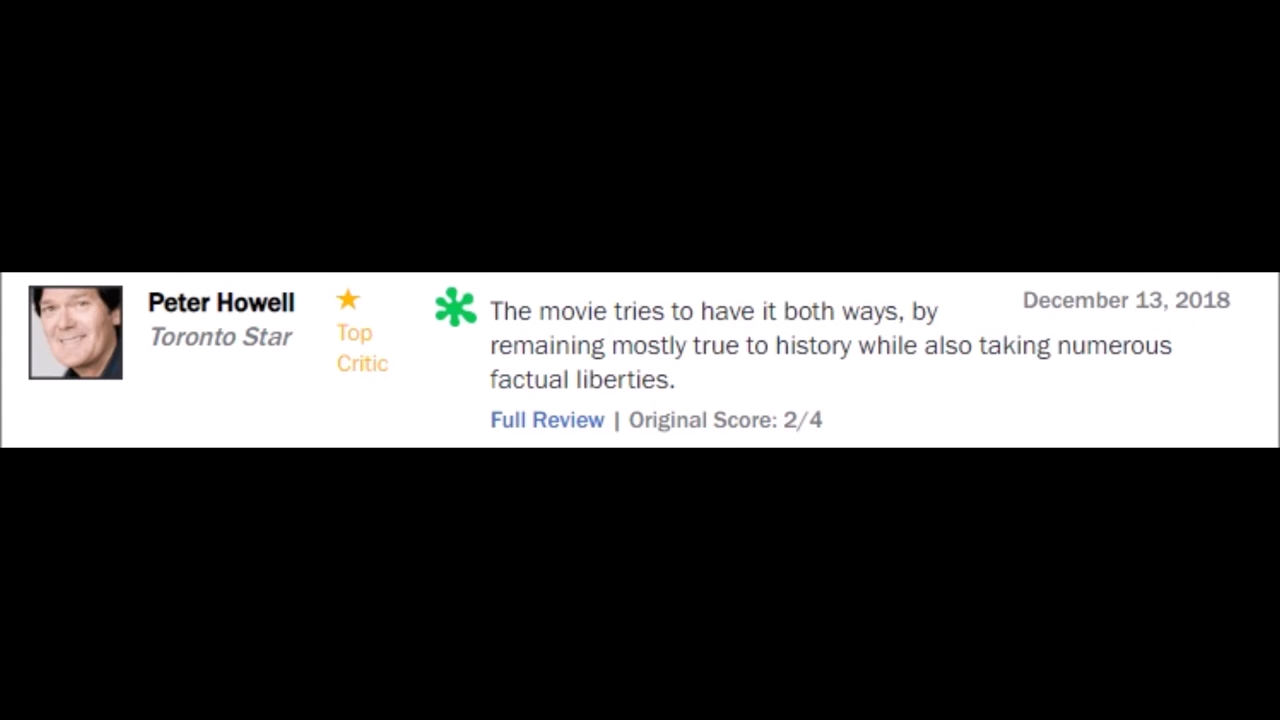 Peter Howell
Toronto Star
Top
Critic
The movie tries to have it both ways, by
remaining mostly true to history while also taking numerous
factual liberties.
Full Review | Original Score: 2/4
December 13, 2018